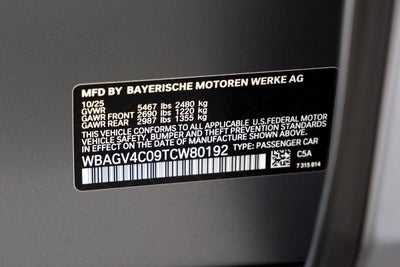 MFD BY BAYERISCHE MOTOREN WERKE AG
10/25
GVWR 5467 lbs 2480 kg
GAWR FRONT 2690 lbs 1220 kg
GAWR REAR 2987 lbs 1355 kg
THIS VEHICLE CONFORMS TO ALL APPLICABLE U.S. FEDERAL MOTOR
VEHICLE SAFETY, BUMPER AND THEFT PREVENTION STANDARDS
IN EFFECT ON THE DATE OF MANUFACTURE SHOWN ABOVE.
WBAGV4C09TCW80192 TYPE: PASSENGER CAR
C5A
7 315 814